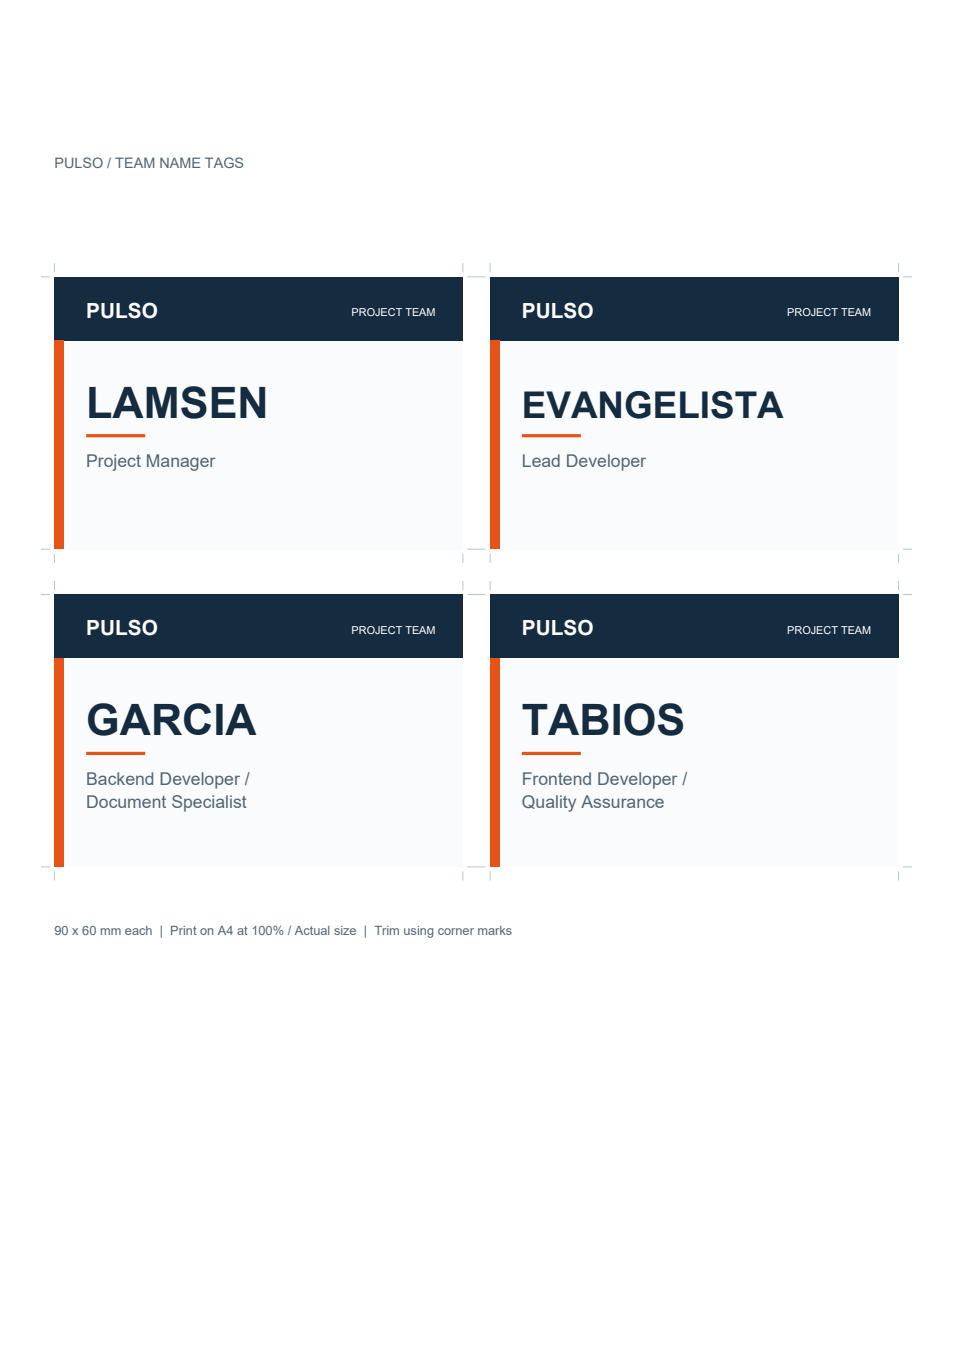 PULSO / TEAM NAME TAGS
PULSO PROJECT TEAM
LAMSEN
Project Manager
PULSO PROJECT TEAM
EVANGELISTA
Lead Developer
PULSO PROJECT TEAM
GARCIA
Backend Developer /
Document Specialist
PULSO PROJECT TEAM
TABIOS
Frontend Developer /
Quality Assurance
90 x 60 mm each | Print on A4 at 100% / Actual size | Trim using corner marks